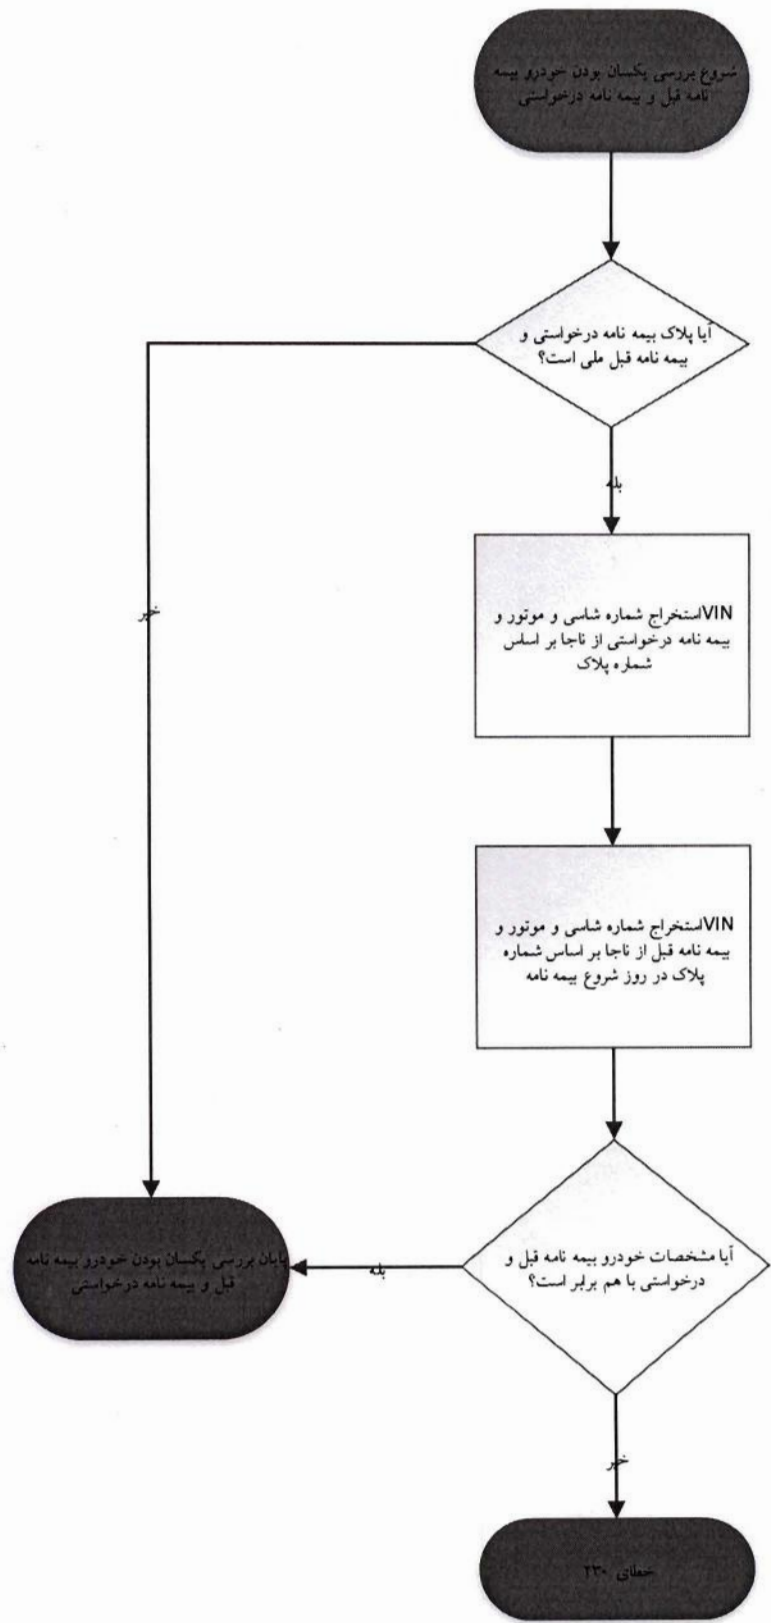 شروع بررسی یکسان بودن خودرو بیمه
نامه قبل و بیمه نامه درخواستی
آیا پلاک بیمه نامه درخواستی و
بیمه نامه قبل ملی است؟
بله
خیر
VINاستخراج شماره شاسی و موتور و
بیمه نامه درخواستی از ناجا بر اساس
شماره پلاک
VINاستخراج شماره شاسی و موتور و
بیمه نامه قبل از ناجا بر اساس شماره
پلاک در روز شروع بیمه نامه
آیا مشخصات خودرو بیمه نامه قبل و
درخواستی با هم برابر است؟
بله
پایان بررسی یکسان بودن خودرو بیمه نامه
قبل و بیمه نامه درخواستی
خیر
خطای ۲۳۰